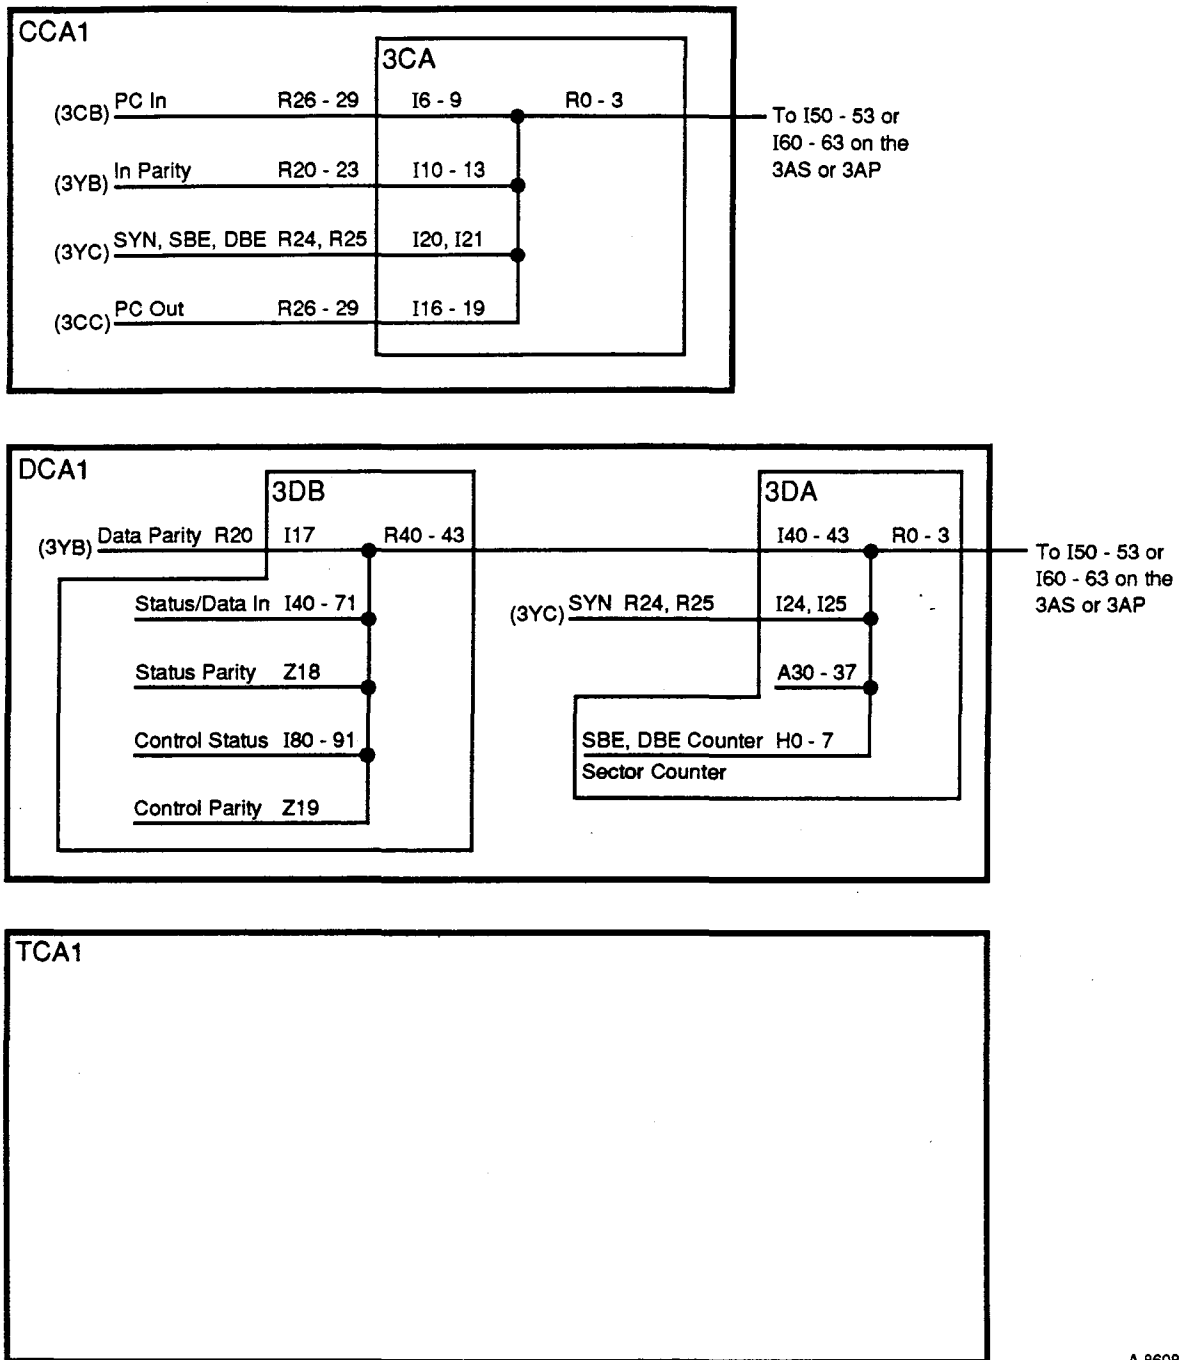 CCA1
3CA
(3CB) PC In R26 - 29 I6 - 9 R0 - 3
To I50 - 53 or
I60 - 63 on the
3AS or 3AP
(3YB) In Parity R20 - 23 I10 - 13
(3YC) SYN, SBE, DBE R24, R25 I20, I21
(3CC) PC Out R26 - 29 I16 - 19
DCA1
3DB
3DA
(3YB) Data Parity R20 I17 R40 - 43 I40 - 43 R0 - 3
To I50 - 53 or
I60 - 63 on the
3AS or 3AP
Status/Data In I40 - 71
(3YC) SYN R24, R25 I24, I25
Status Parity Z18
A30 - 37
Control Status I80 - 91
SBE, DBE Counter H0 - 7
Sector Counter
Control Parity Z19
TCA1